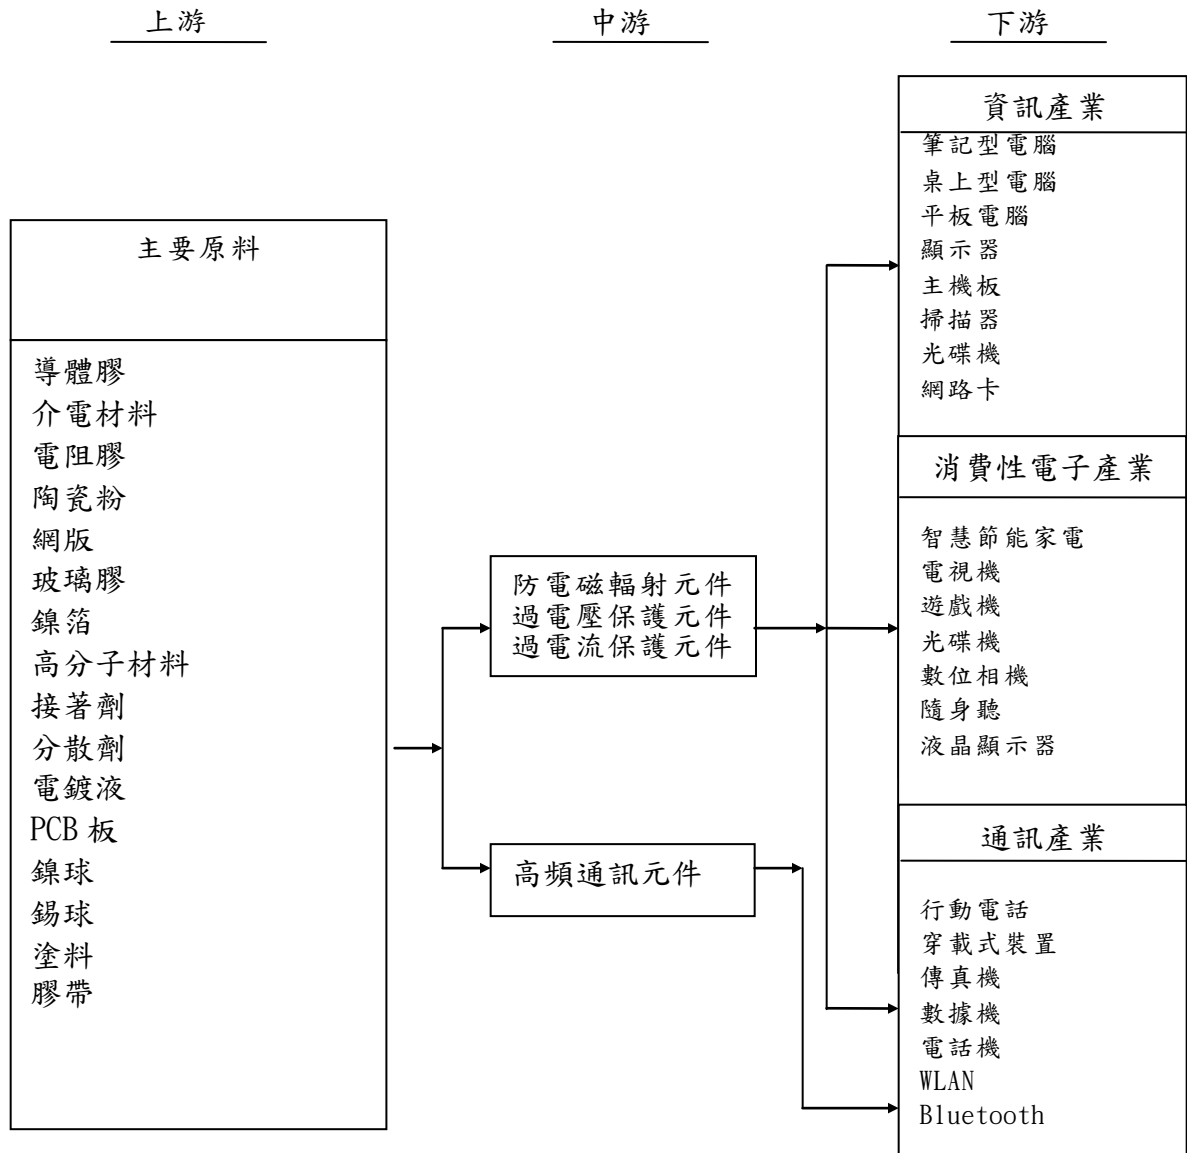 上游
中游
下游
主要原料
導體膠
介電材料
電阻膠
陶瓷粉
網版
玻璃膠
鎳箔
高分子材料
接著劑
分散劑
電鍍液
PCB 板
鎳球
錫球
塗料
膠帶
防電磁輻射元件
過電壓保護元件
過電流保護元件
高頻通訊元件
資訊產業
筆記型電腦
桌上型電腦
平板電腦
顯示器
主機板
掃描器
光碟機
網路卡
消費性電子產業
智慧節能家電
電視機
遊戲機
光碟機
數位相機
隨身聽
液晶顯示器
通訊產業
行動電話
穿載式裝置
傳真機
數據機
電話機
WLAN
Bluetooth